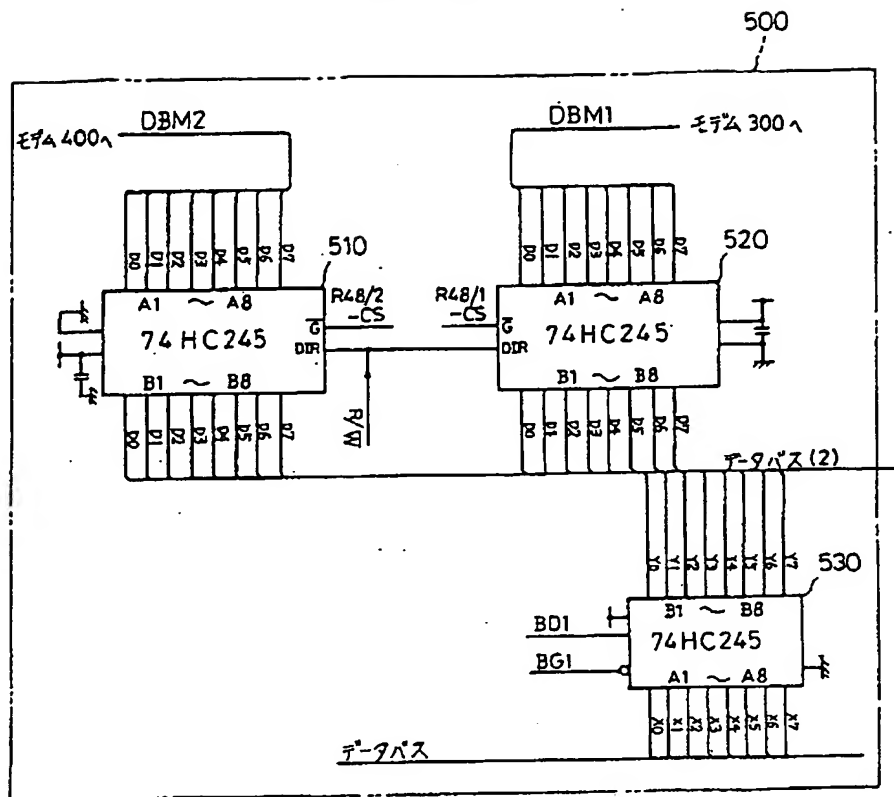 500
DBM2
モデム 400へ
DBM1
モデム 300へ
D0 D1 D2 D3 D4 D5 D6 D7
510
D0 D1 D2 D3 D4 D5 D6 D7
520
A1 ~ A8
74HC245
B1 ~ B8
G
DIR
R48/2
-CS
R48/1
-CS
G
DIR
A1 ~ A8
74HC245
B1 ~ B8
R/W
D0 D1 D2 D3 D4 D5 D6 D7
D0 D1 D2 D3 D4 D5 D6 D7
データバス(2)
Y0 Y1 Y2 Y3 Y4 Y5 Y6 Y7
530
BD1
BG1
B1 ~ B8
74HC245
A1 ~ A8
X0 X1 X2 X3 X4 X5 X6 X7
データバス